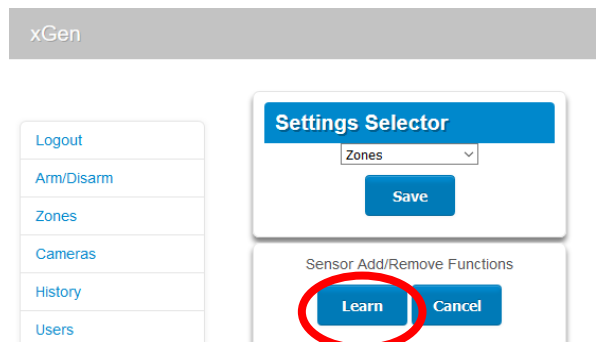 xGen
Logout
Arm/Disarm
Zones
Cameras
History
Users
Settings Selector
Zones
Save
Sensor Add/Remove Functions
Learn Cancel